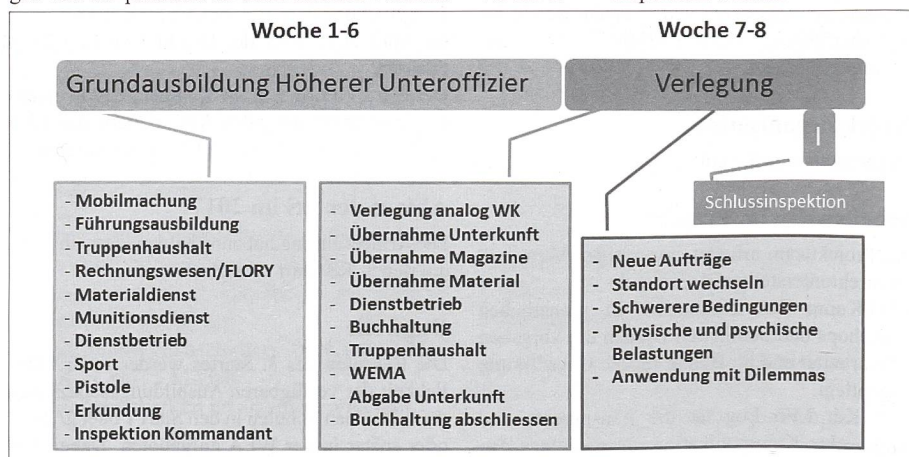 Woche 1-6
Woche 7-8
Grundausbildung Höherer Unteroffizier
Verlegung
I
Schlussinspektion
- Mobilmachung
- Führungsausbildung
- Truppenhaushalt
- Rechnungswesen/FLORY
- Materialdienst
- Munitionsdienst
- Dienstbetrieb
- Sport
- Pistole
- Erkundung
- Inspektion Kommandant
- Verlegung analog WK
- Übernahme Unterkunft
- Übernahme Magazine
- Übernahme Material
- Dienstbetrieb
- Buchhaltung
- Truppenhaushalt
- WEMA
- Abgabe Unterkunft
- Buchhaltung abschliessen
- Neue Aufträge
- Standort wechseln
- Schwerere Bedingungen
- Physische und psychische
Belastungen
- Anwendung mit Dilemmas